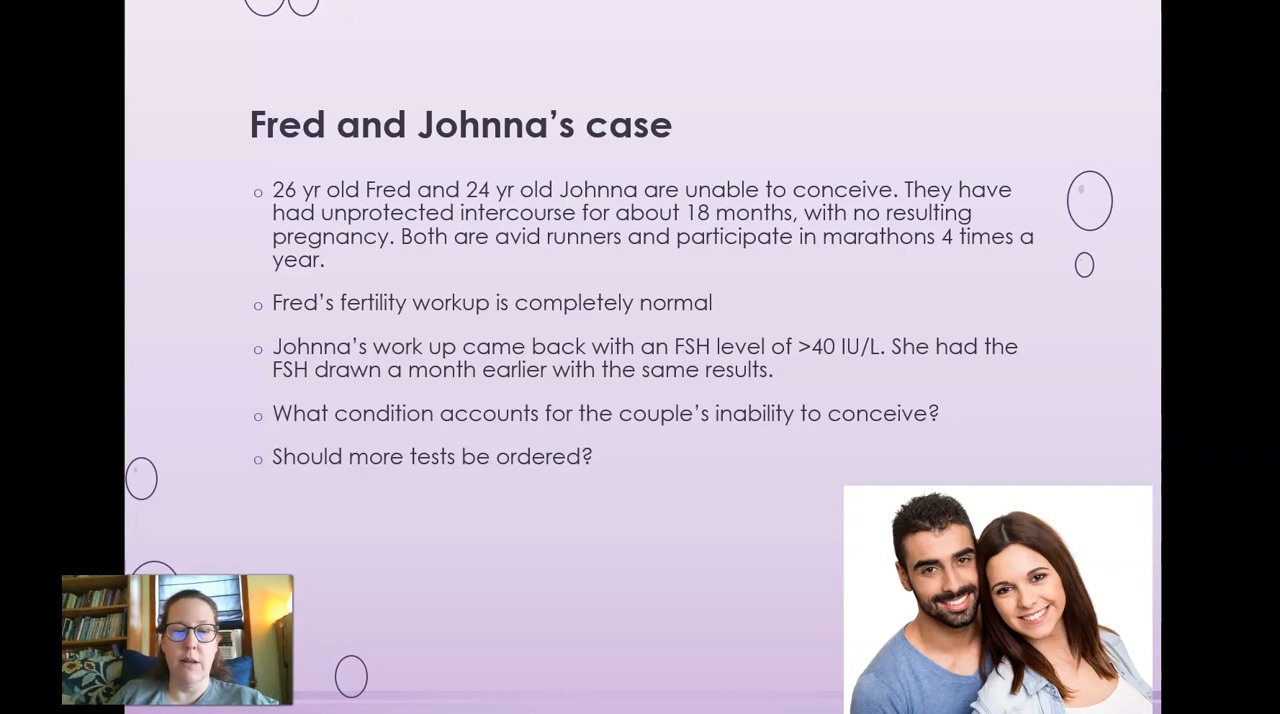 Fred and Johnna’s case
26 yr old Fred and 24 yr old Johnna are unable to conceive. They have
had unprotected intercourse for about 18 months, with no resulting
pregnancy. Both are avid runners and participate in marathons 4 times a
year.
Fred’s fertility workup is completely normal
Johnna’s work up came back with an FSH level of >40 IU/L. She had the
FSH drawn a month earlier with the same results.
What condition accounts for the couple’s inability to conceive?
Should more tests be ordered?